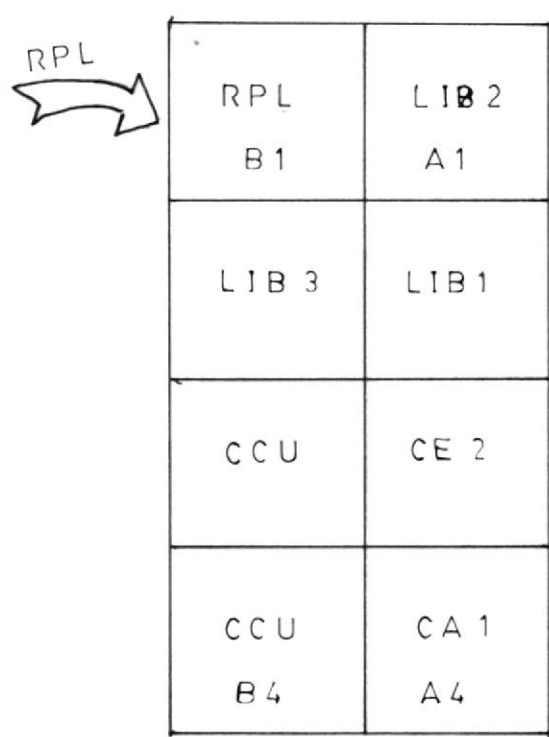 RPL
RPL LIB2
B1 A1
LIB 3 LIB1
CCU CE 2
CCU CA 1
B4 A4